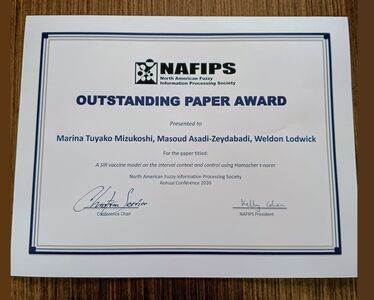 NAFIPS
North American Fuzzy
Information Processing Society
OUTSTANDING PAPER AWARD
Presented to
Marina Tuyako Mizukoshi, Masoud Asadi-Zeydabadi, Weldon Lodwick
For the paper titled:
A SIR vaccine model on the interval context and control using Hamacher t-norm
North American Fuzzy Information Processing Society
Annual Conference 2026
Conference Chair
NAFIPS President